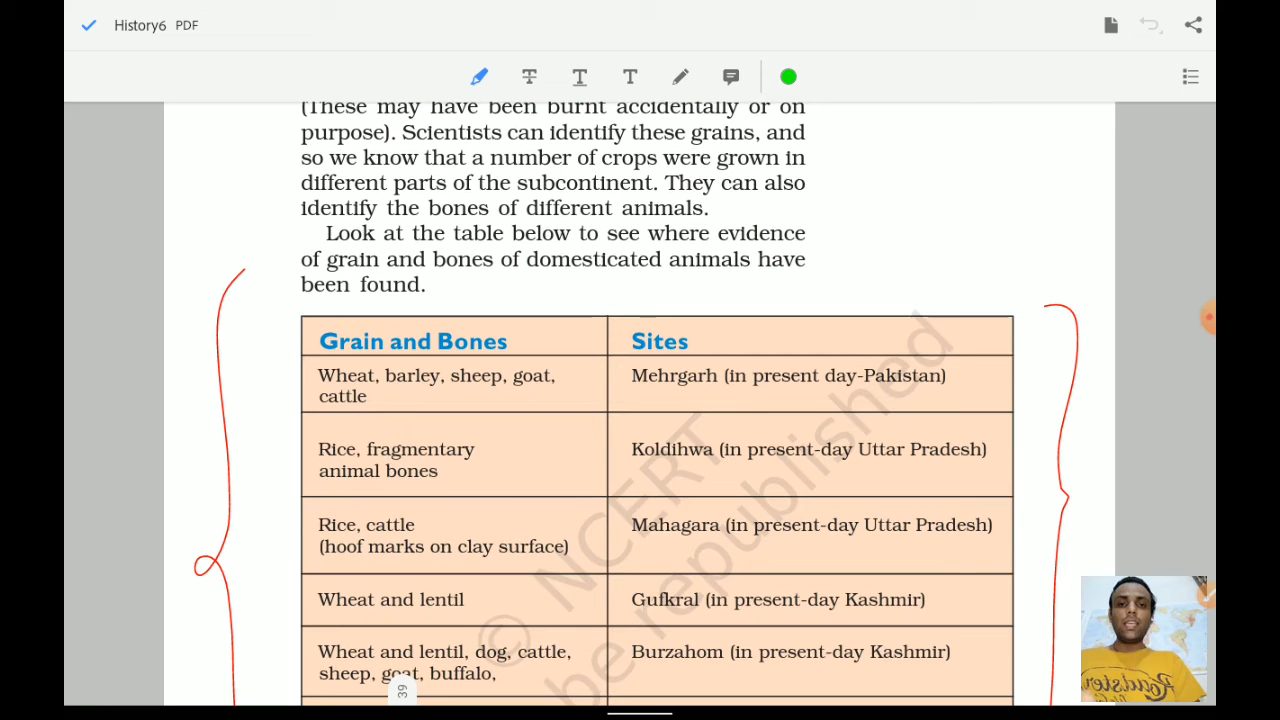 History6 PDF
(These may have been burnt accidentally or on
purpose). Scientists can identify these grains, and
so we know that a number of crops were grown in
different parts of the subcontinent. They can also
identify the bones of different animals.
Look at the table below to see where evidence
of grain and bones of domesticated animals have
been found.
Grain and Bones Sites
Wheat, barley, sheep, goat, Mehrgarh (in present day-Pakistan)
cattle
Rice, fragmentary Koldihwa (in present-day Uttar Pradesh)
animal bones
Rice, cattle Mahagara (in present-day Uttar Pradesh)
(hoof marks on clay surface)
Wheat and lentil Gufkral (in present-day Kashmir)
Wheat and lentil, dog, cattle, Burzahom (in present-day Kashmir)
sheep, goat, buffalo,
39
© NCERT
be republished
Roadster